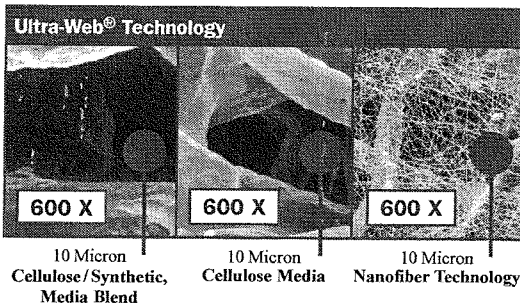 Ultra-Web® Technology
600 X
600 X
600 X
10 Micron
Cellulose/Synthetic,
Media Blend
10 Micron
Cellulose Media
10 Micron
Nanofiber Technology